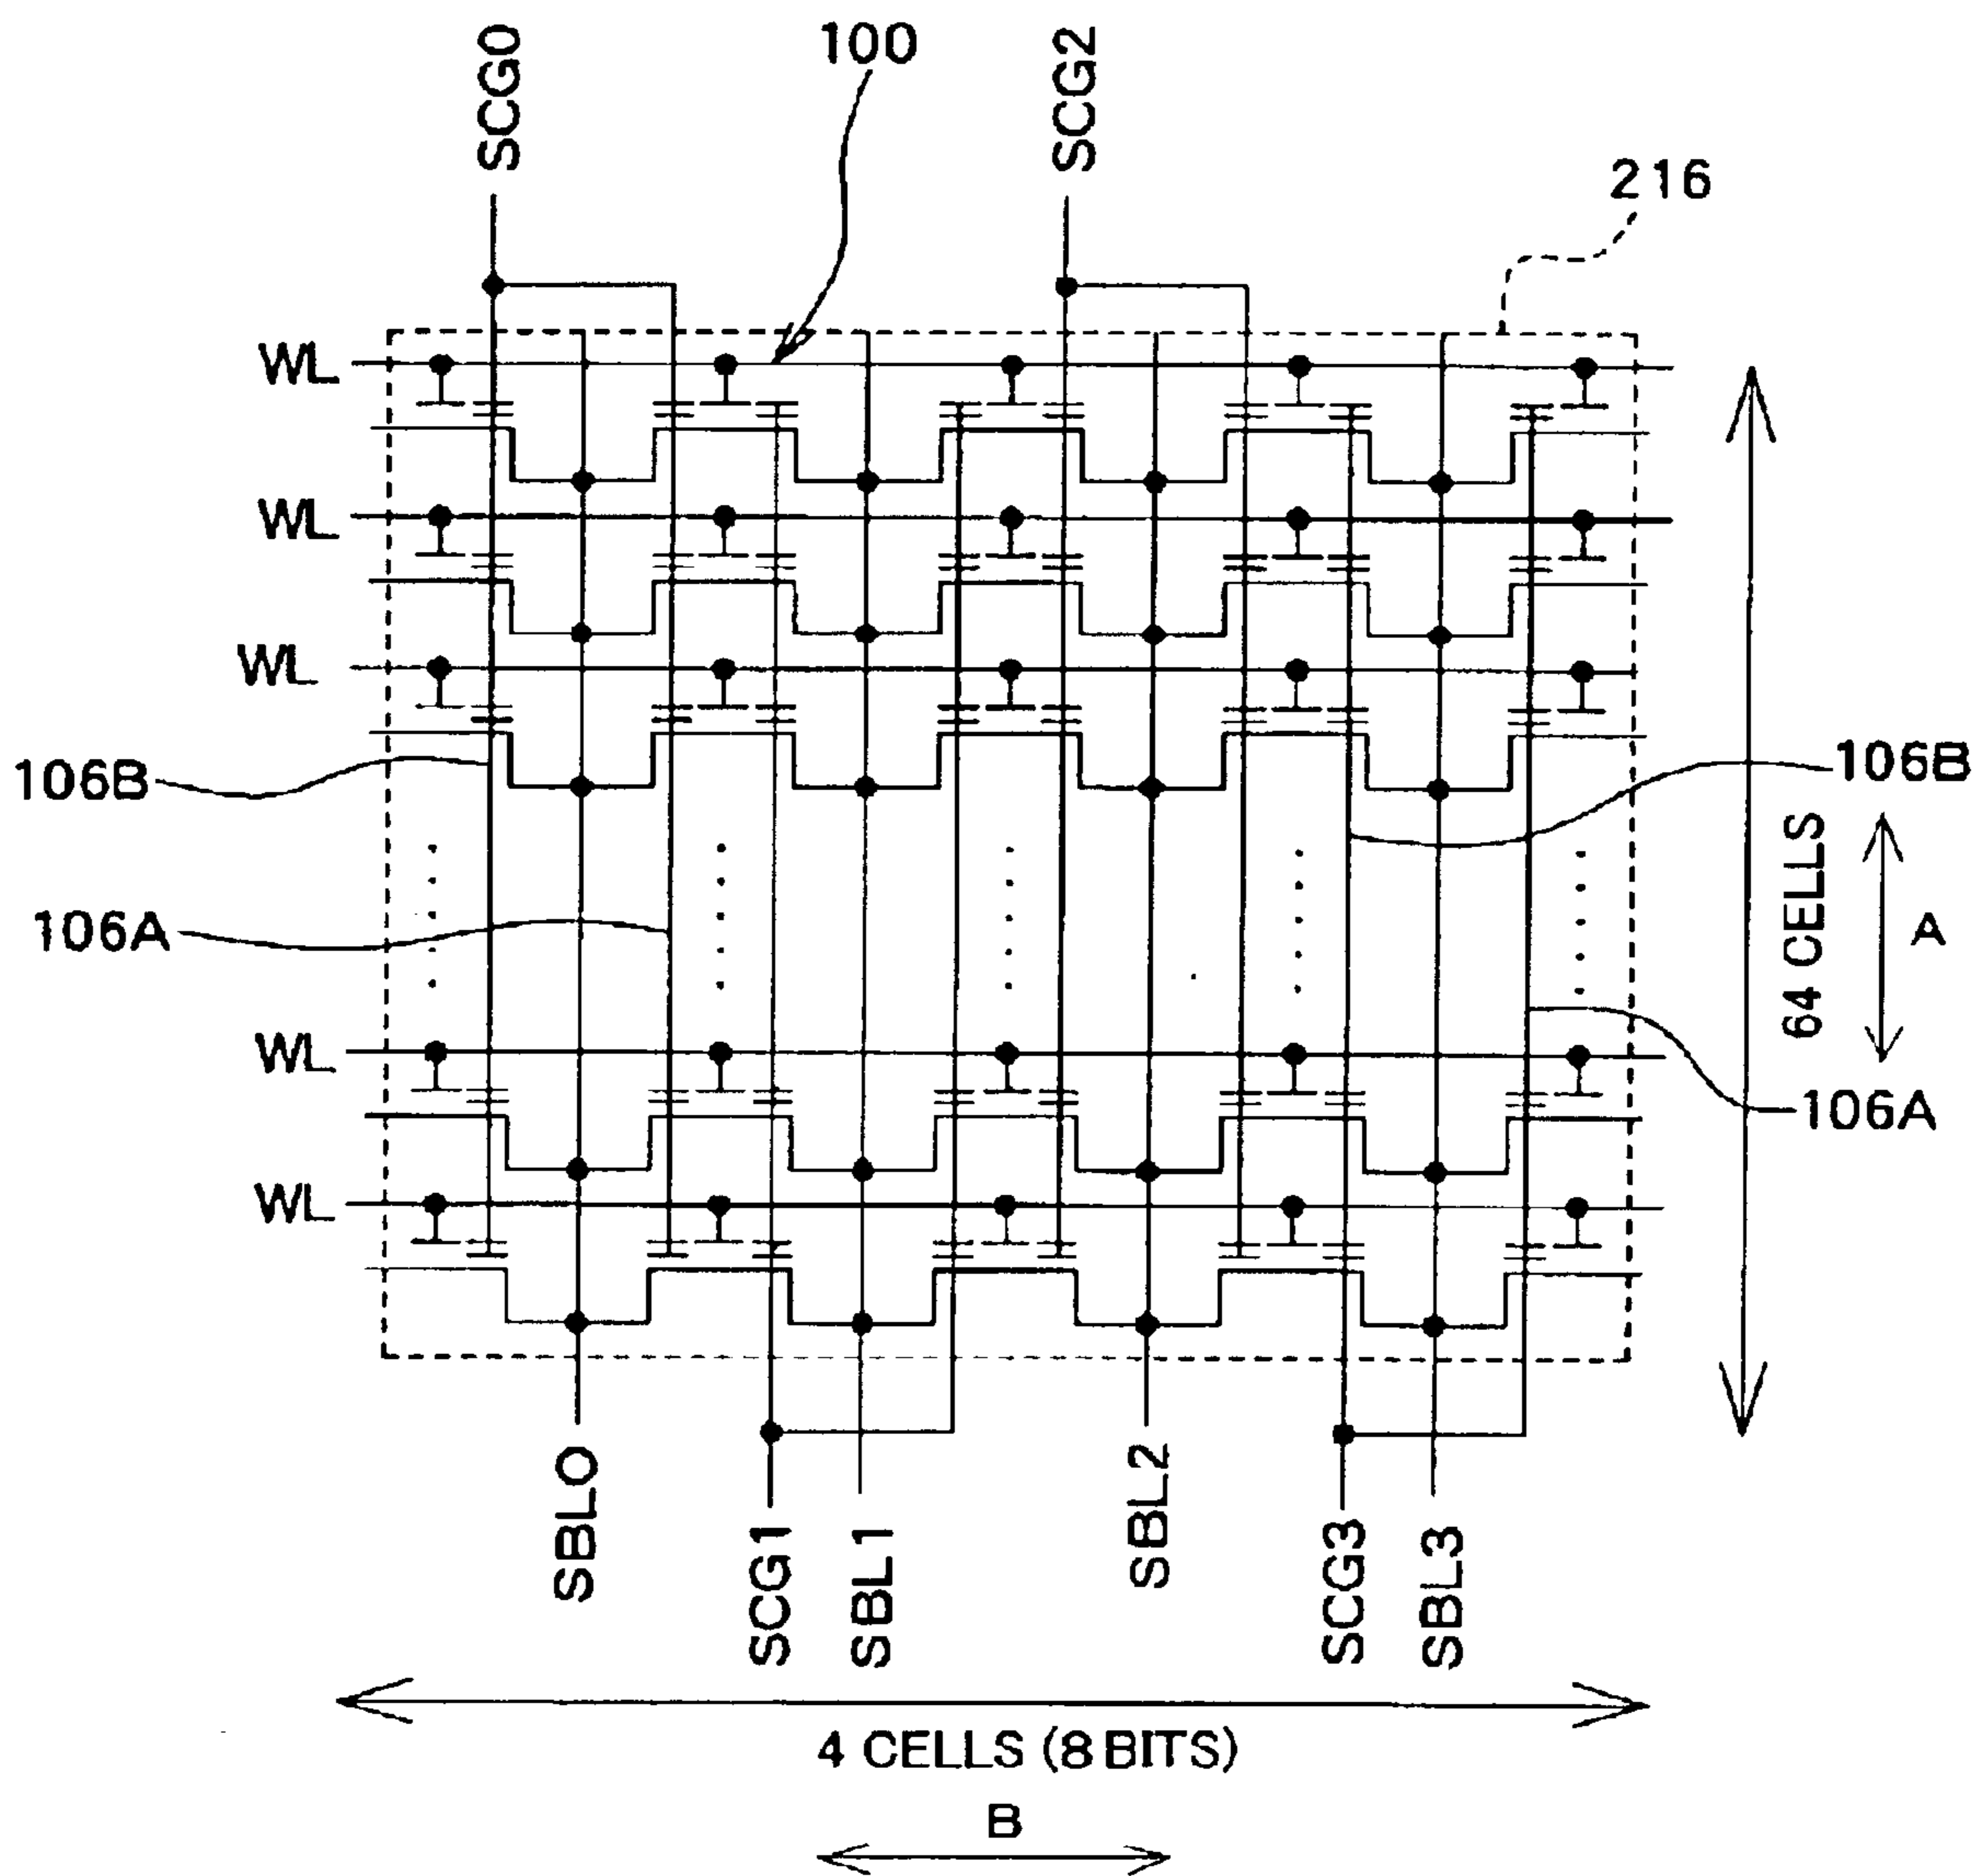 SCG0
100
SCG2
216
WL
WL
WL
106B
106B
64 CELLS
A
106A
WL
106A
WL
SBL0
SCG1
SBL1
SBL2
SCG3
SBL3
4 CELLS (8 BITS)
B